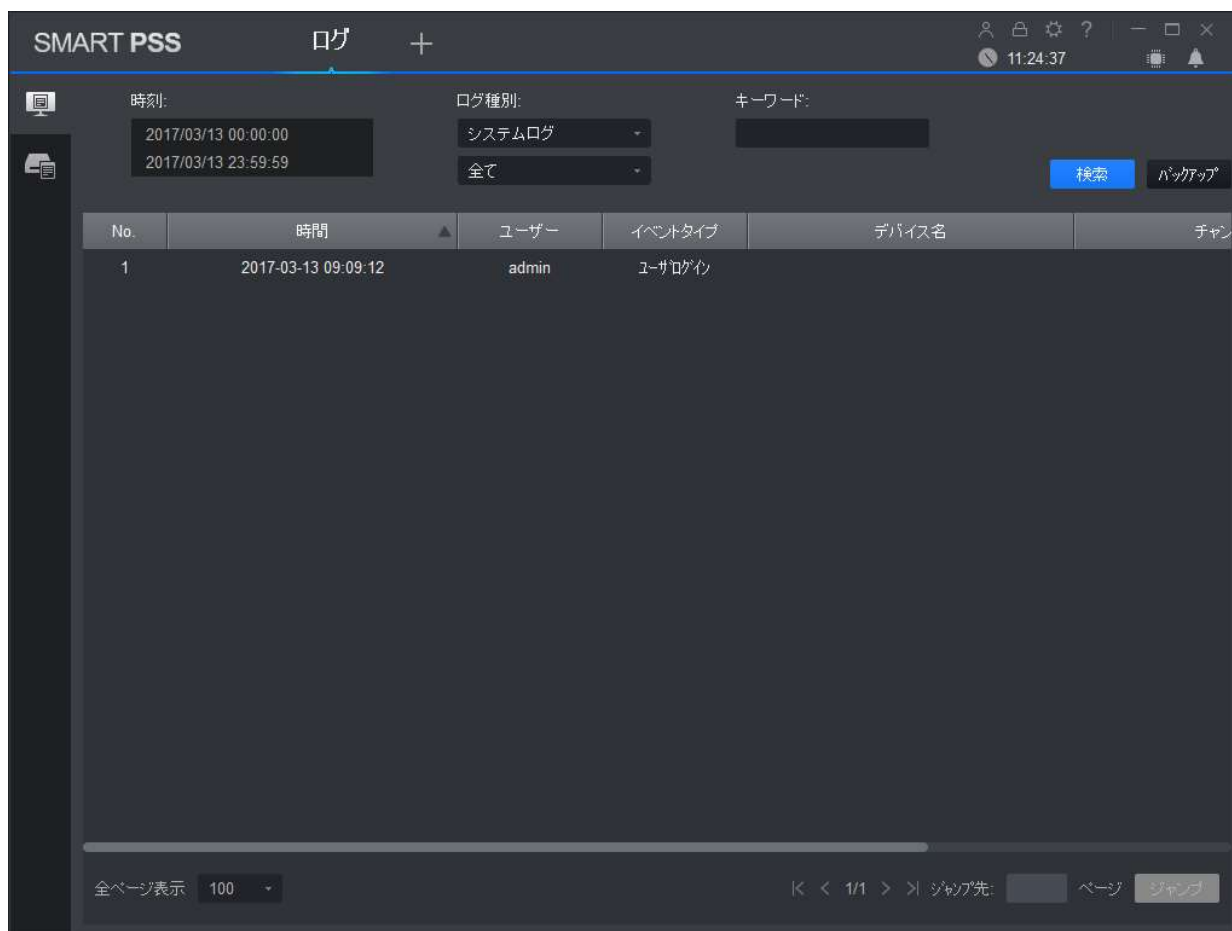 SMART PSS ログ + ?
11:24:37
時刻: ログ種別: キーワード:
2017/03/13 00:00:00 システムログ
2017/03/13 23:59:59 全て
検索 ﾊﾞｯｸｱｯﾌﾟ
No. 時間 ユーザー イベントタイプ デバイス名 チャン
1 2017-03-13 09:09:12 admin ﾕｰｻﾞﾛｸﾞｲﾝ
全ページ表示 100 1/1 ｼﾞｬﾝﾌﾟ先: ページ ジャンプ